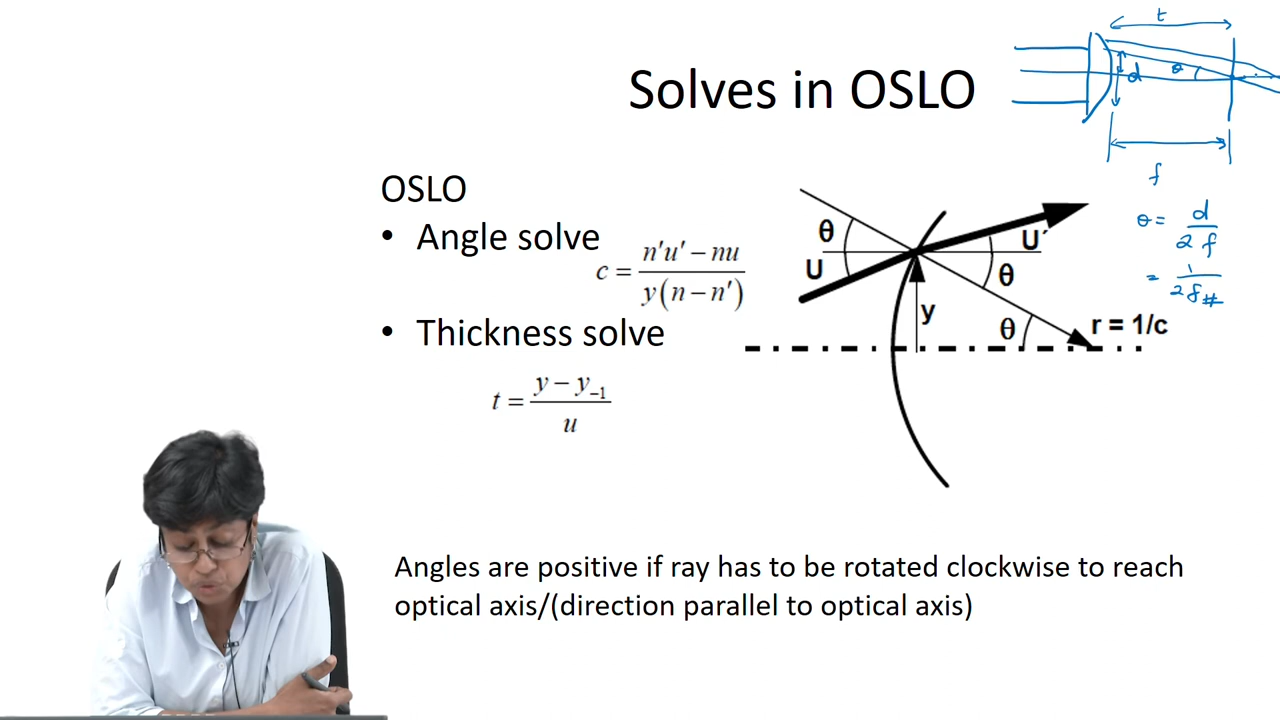 Solves in OSLO
t
θ
d
f
θ = d / 2f
= 1 / 2f#
OSLO
• Angle solve
c = n'u' − nu / y(n − n')
• Thickness solve
t = y − y₋₁ / u
θ
U
U´
θ
y
θ
r = 1/c
Angles are positive if ray has to be rotated clockwise to reach
optical axis/(direction parallel to optical axis)